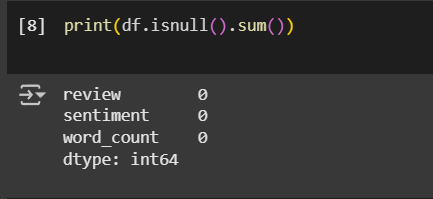 [8] print(df.isnull().sum())
review 0
sentiment 0
word_count 0
dtype: int64